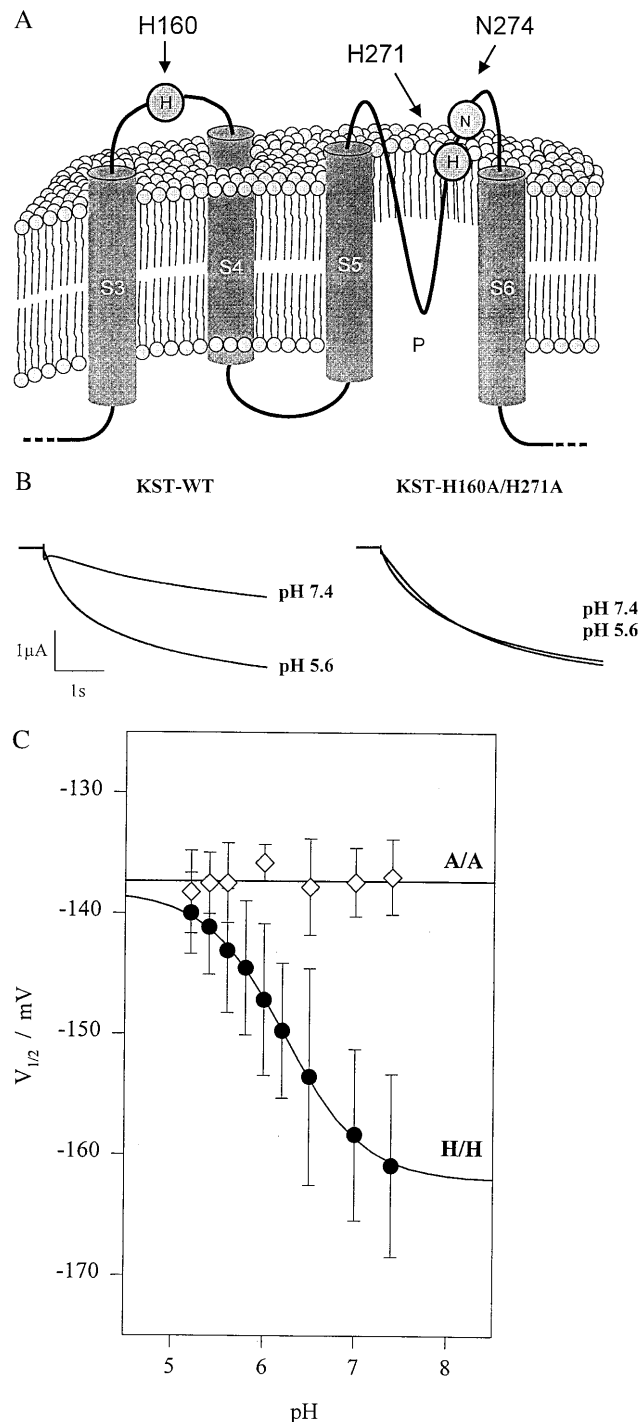 A
H160
H271
N274
H
N
H
S3
S4
S5
S6
P
B
KST-WT
KST-H160A/H271A
pH 7.4
pH 5.6
1µA
1s
pH 7.4
pH 5.6
C
-130
-140
-150
-160
-170
V1/2 / mV
A/A
H/H
5
6
7
8
pH